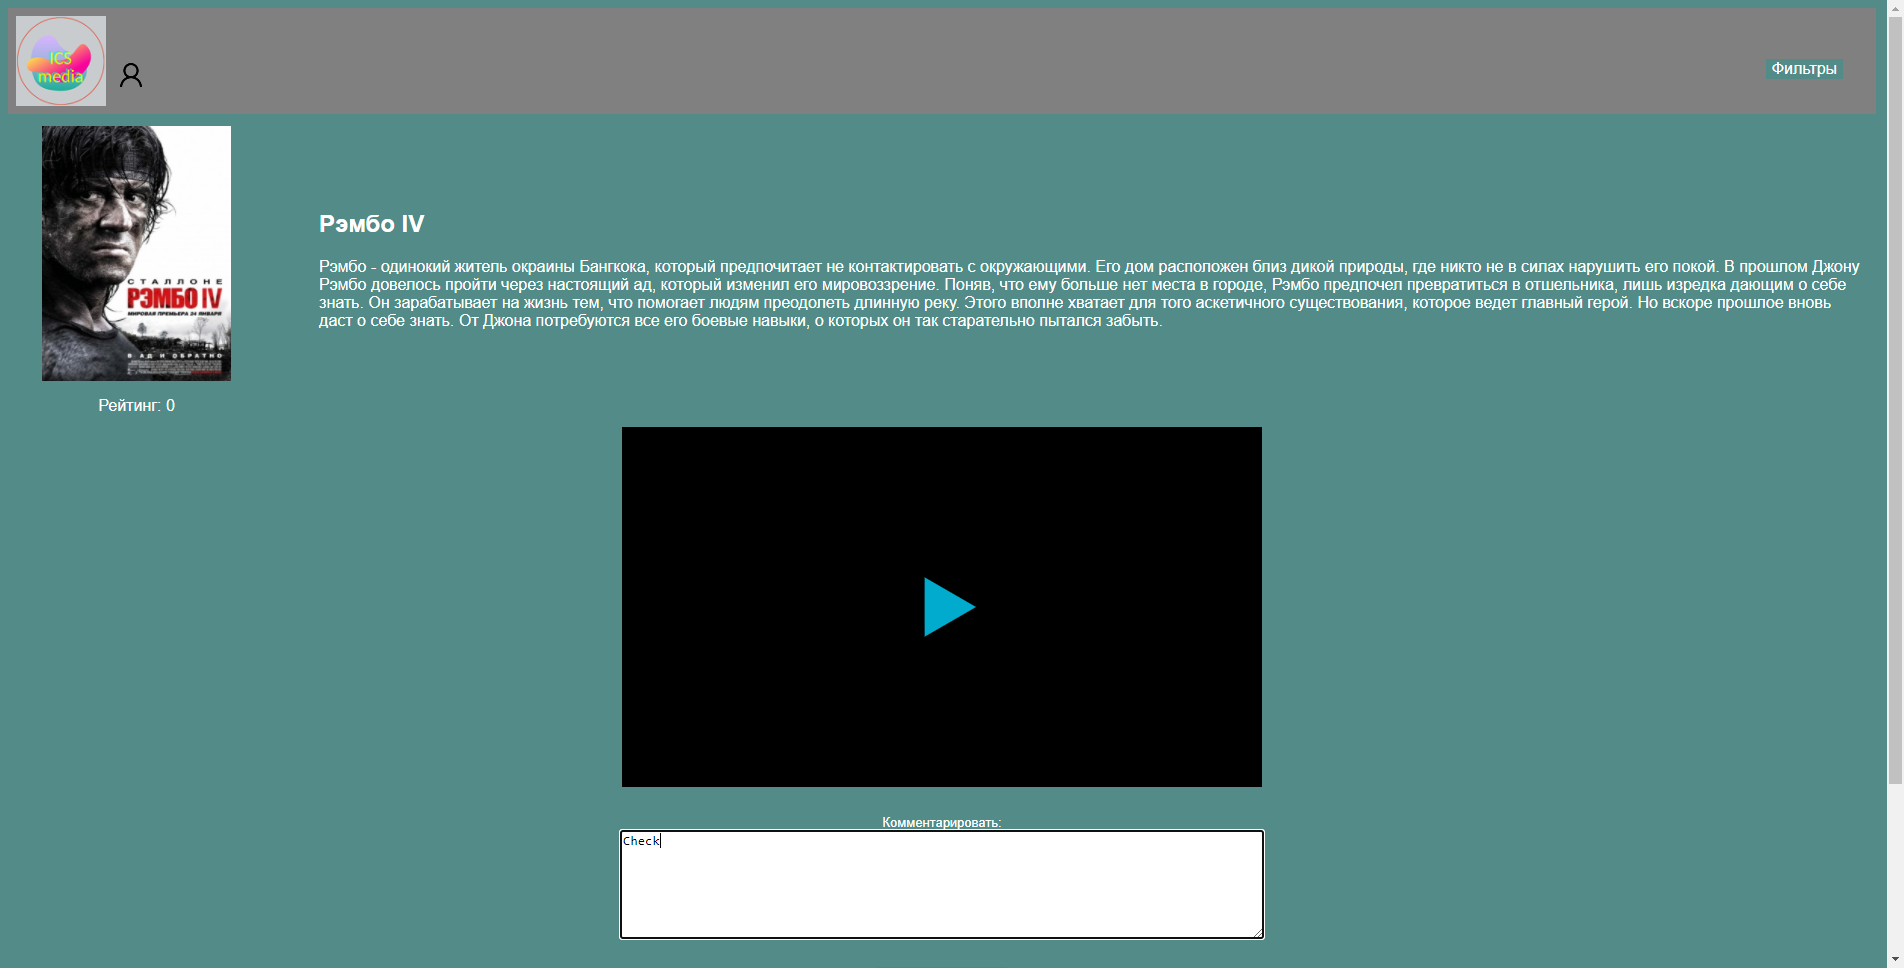 ICS
media
Фильтры
СТАЛЛОНЕ
РЭМБО IV
МИРОВАЯ ПРЕМЬЕРА 24 ЯНВАРЯ
В АД И ОБРАТНО
Рейтинг: 0
Рэмбо IV
Рэмбо - одинокий житель окраины Бангкока, который предпочитает не контактировать с окружающими. Его дом расположен близ дикой природы, где никто не в силах нарушить его покой. В прошлом Джону
Рэмбо довелось пройти через настоящий ад, который изменил его мировоззрение. Поняв, что ему больше нет места в городе, Рэмбо предпочел превратиться в отшельника, лишь изредка дающим о себе
знать. Он зарабатывает на жизнь тем, что помогает людям преодолеть длинную реку. Этого вполне хватает для того аскетичного существования, которое ведет главный герой. Но вскоре прошлое вновь
даст о себе знать. От Джона потребуются все его боевые навыки, о которых он так старательно пытался забыть.
Комментировать:
Check